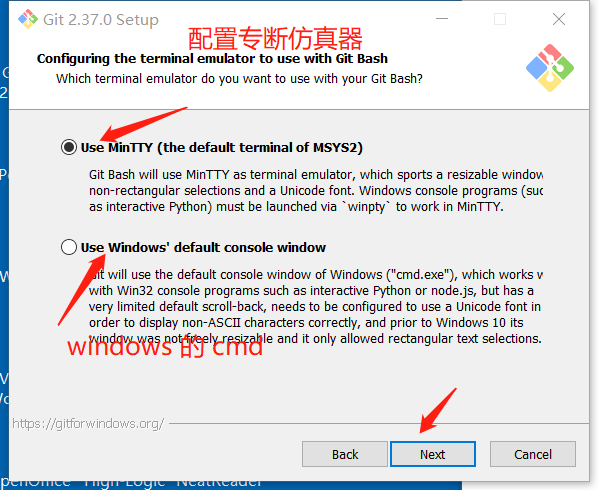 Git 2.37.0 Setup
配置专断仿真器
Configuring the terminal emulator to use with Git Bash
Which terminal emulator do you want to use with your Git Bash?
Use MinTTY (the default terminal of MSYS2)
Git Bash will use MinTTY as terminal emulator, which sports a resizable window
non-rectangular selections and a Unicode font. Windows console programs (suc
as interactive Python) must be launched via `winpty` to work in MinTTY.
Use Windows' default console window
Git will use the default console window of Windows ("cmd.exe"), which works w
with Win32 console programs such as interactive Python or node.js, but has a
very limited default scroll-back, needs to be configured to use a Unicode font in
order to display non-ASCII characters correctly, and prior to Windows 10 its
window was not freely resizable and it only allowed rectangular text selections.
windows 的 cmd
https://gitforwindows.org/
Back
Next
Cancel
penOffice High-Logic NeatReader